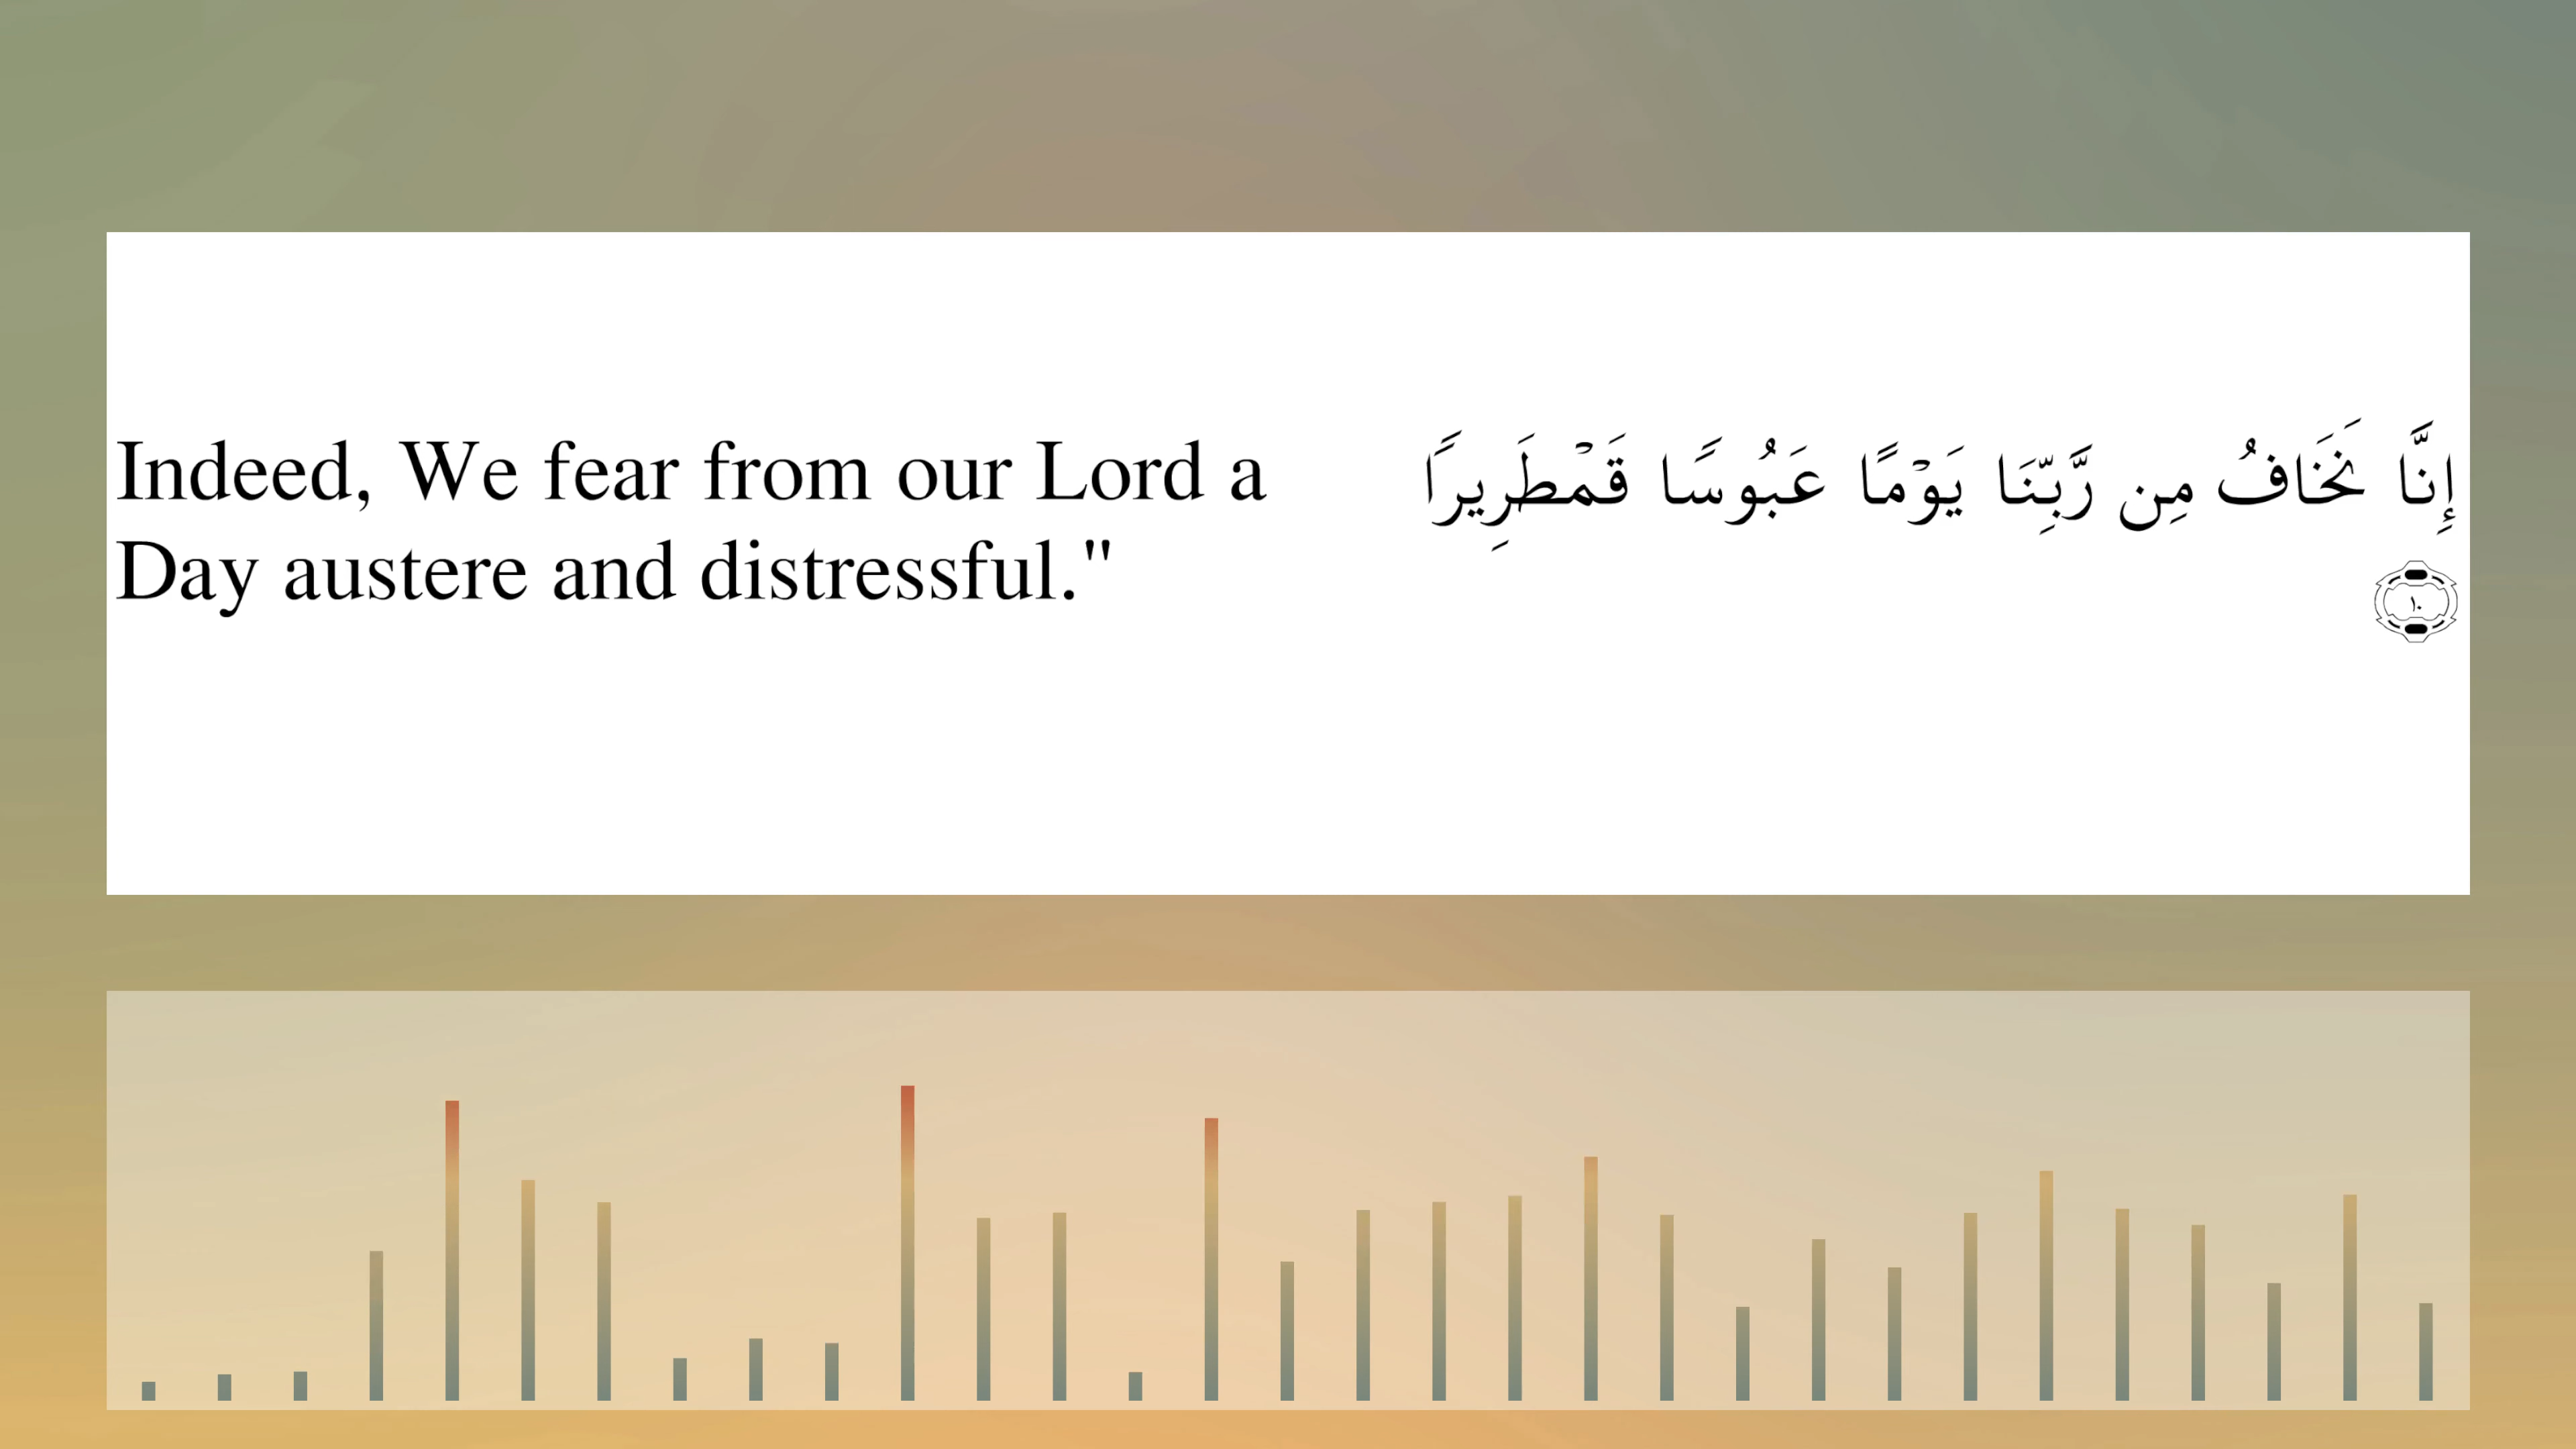 Indeed, We fear from our Lord a
Day austere and distressful."
إِنَّا نَخَافُ مِن رَّبِّنَا يَوْمًا عَبُوسًا قَمْطَرِيرًا
١٠